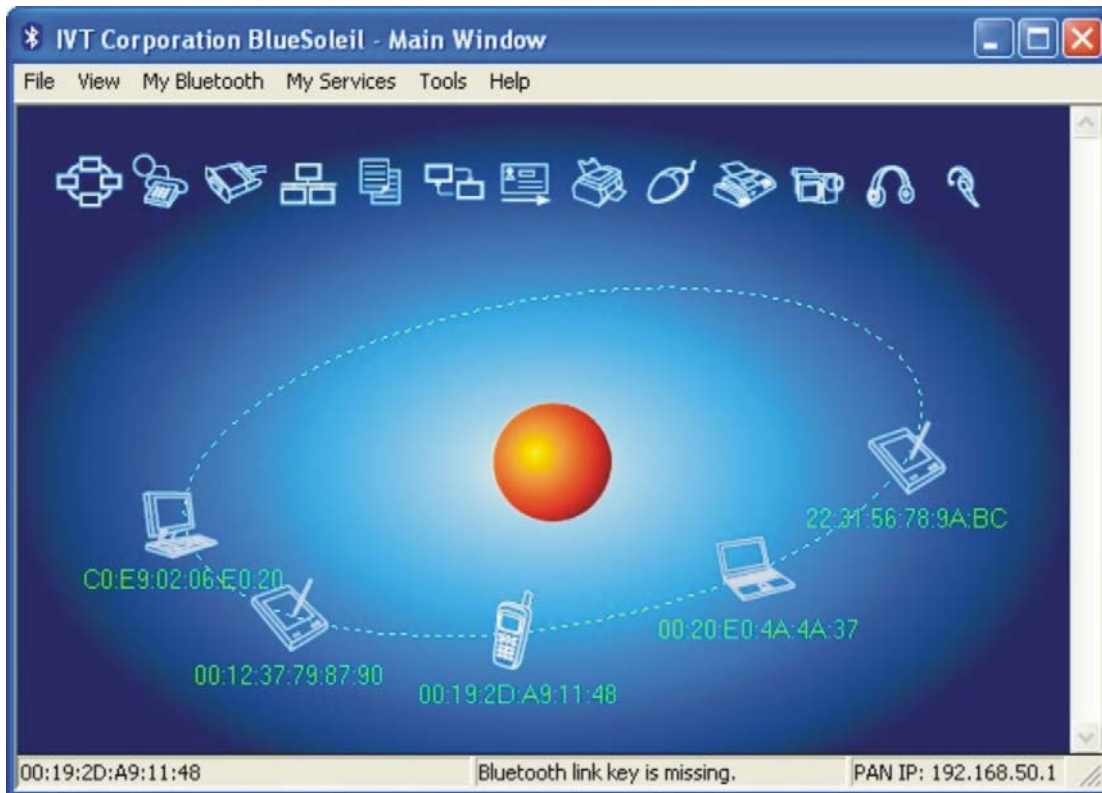 IVT Corporation BlueSoleil - Main Window
File View My Bluetooth My Services Tools Help
22:31:56:78:9A:BC
C0:E9:02:06:E0:20
00:20:E0:4A:4A:37
00:12:37:79:87:90
00:19:2D:A9:11:48
00:19:2D:A9:11:48 Bluetooth link key is missing. PAN IP: 192.168.50.1